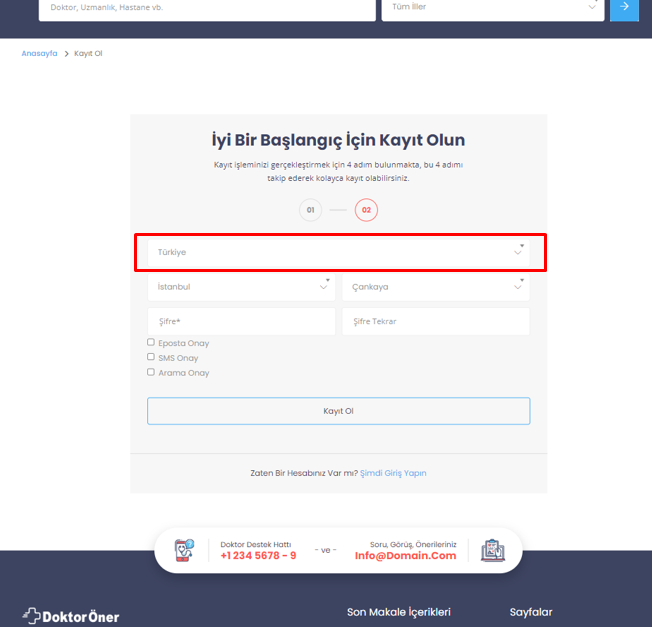 Doktor, Uzmanlık, Hastane vb.
Tüm İller
Anasayfa > Kayıt Ol
İyi Bir Başlangıç İçin Kayıt Olun
Kayıt işleminizi gerçekleştirmek için 4 adım bulunmakta, bu 4 adımı
takip ederek kolayca kayıt olabilirsiniz.
01
02
Türkiye
İstanbul
Çankaya
Şifre*
Şifre Tekrar
Eposta Onay
SMS Onay
Arama Onay
Kayıt Ol
Zaten Bir Hesabınız Var mı? Şimdi Giriş Yapın
Doktor Destek Hattı
+1 234 5678 - 9
- ve -
Soru, Görüş, Önerileriniz
Info@Domain.Com
DoktorÖner
Son Makale İçerikleri
Sayfalar